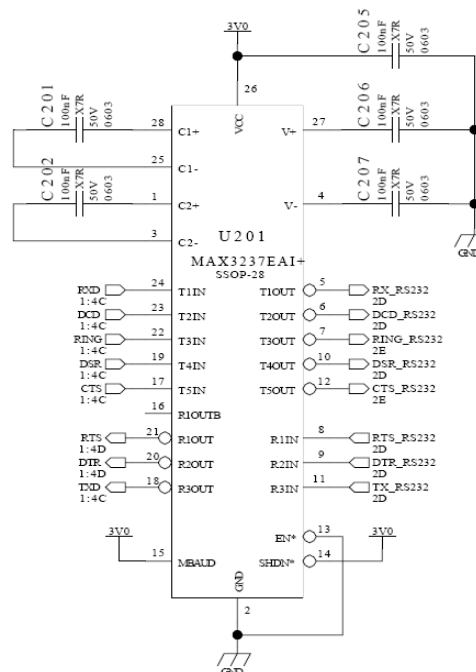 3V0
C205
100nF X7R
50V 0603
26
C201
100nF X7R
50V 0603
C206
100nF X7R
50V 0603
28 C1+ VCC V+ 27
25 C1-
C202
100nF X7R
50V 0603
C207
100nF X7R
50V 0603
1 C2+ V- 4
3 C2-
U201
MAX3237EAI+
SSOP-28
RXD 24 T1IN T1OUT 5 RX_RS232
1:4C 2D
DCD 23 T2IN T2OUT 6 DCD_RS232
1:4C 2D
RING 22 T3IN T3OUT 7 RING_RS232
1:4C 2E
DSR 19 T4IN T4OUT 10 DSR_RS232
1:4C 2D
CTS 17 T5IN T5OUT 12 CTS_RS232
1:4C 2E
16 R1OUTB
RTS 21 R1OUT R1IN 8 RTS_RS232
1:4D 2D
DTR 20 R2OUT R2IN 9 DTR_RS232
1:4D 2D
TXD 18 R3OUT R3IN 11 TX_RS232
1:4C 2D
3V0 EN* 13 3V0
15 MBAUD SHDN* 14
GND
2
GND
GND